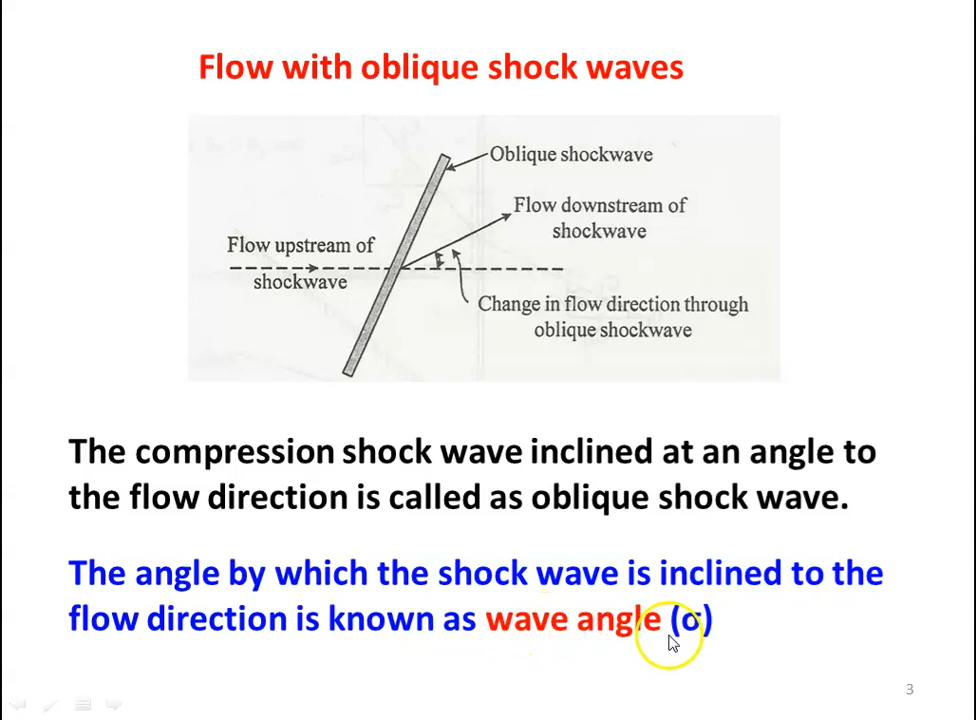 Flow with oblique shock waves
Oblique shockwave
Flow downstream of
shockwave
Flow upstream of
shockwave
Change in flow direction through
oblique shockwave
The compression shock wave inclined at an angle to
the flow direction is called as oblique shock wave.
The angle by which the shock wave is inclined to the
flow direction is known as wave angle (σ)
3